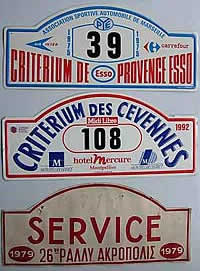 ASSOCIATION SPORTIVE AUTOMOBILE DE MARSEILLE
39
Carrefour
CRITERIUM DE Esso PROVENCE ESSO
CRITERIUM DES CEVENNES
Midi Libre
1992
108
hotel Mercure
Montpellier
SERVICE
1979 26ΤΗΕ ΡΑΛΛΥ ΑΚΡΟΠΟΛΙΣ 1979